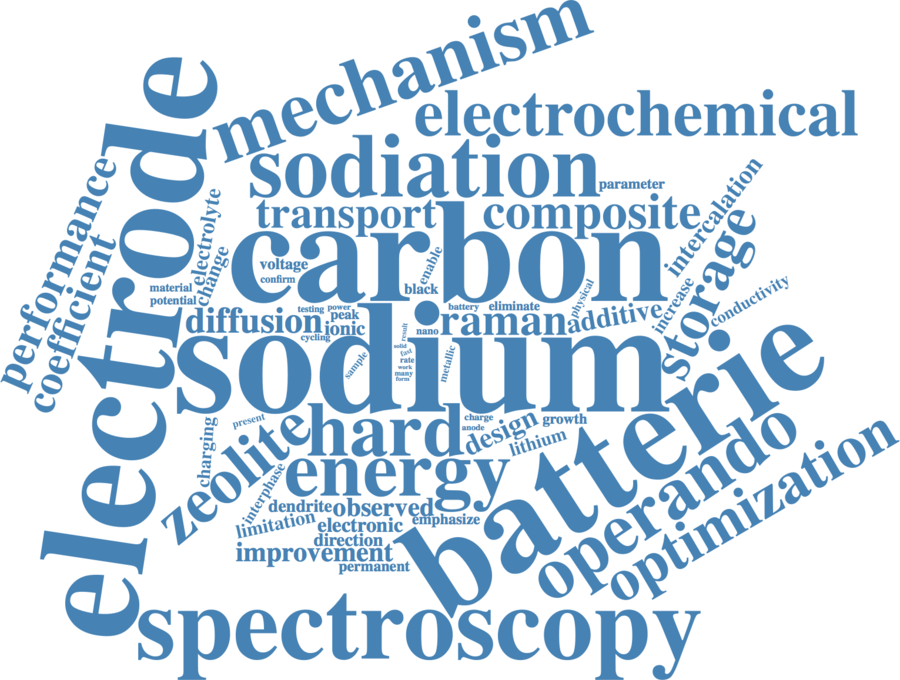 mechanism
electrochemical
electrode
sodiation
parameter
performance
coefficient
electrolyte
change
transport
composite
intercalation
storage
carbon
voltage
confirm
enable
black
material
potential
physical
increase
conductivity
testing
power
battery
eliminate
diffusion
peak
ionic
cycling
nano
raman
additive
result
solid
fast
rate
work
many
form
sample
metallic
sodium
batterie
charging
present
zeolite
hard
charge
anode
design
growth
lithium
energy
operando
optimization
interphase
dendrite
observed
limitation
electronic
emphasize
direction
improvement
permanent
spectroscopy